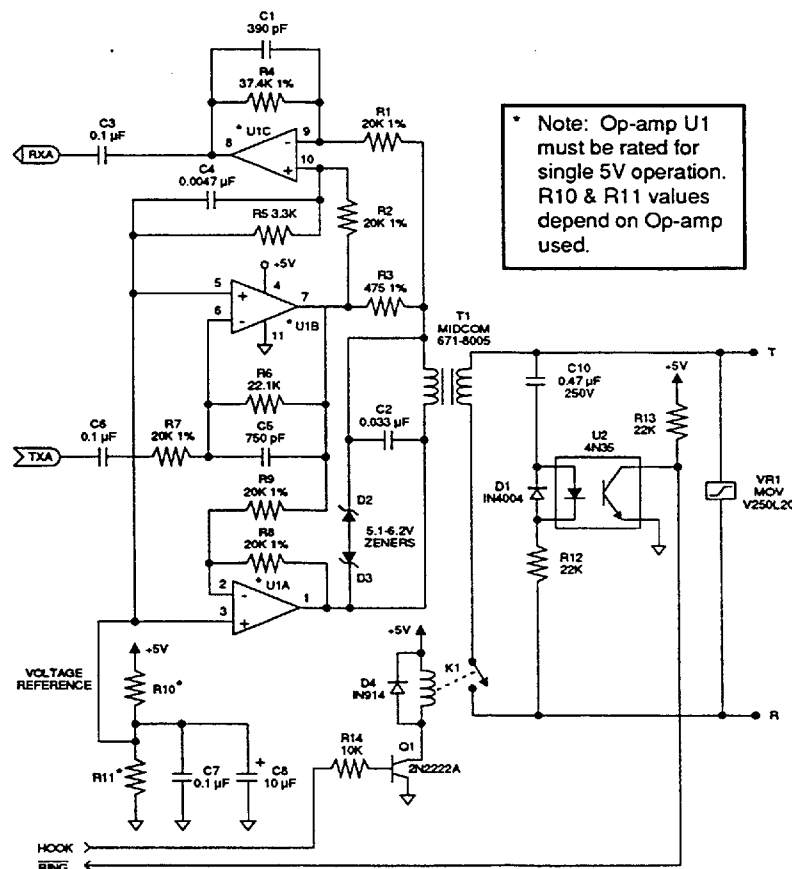 C1
390 pF
R4
37.4K 1%
C3
0.1 µF
* U1C
8
9
10
-
+
R1
20K 1%
RXA
C4
0.0047 µF
R5 3.3K
R2
20K 1%
* Note: Op-amp U1
must be rated for
single 5V operation.
R10 & R11 values
depend on Op-amp
used.
+5V
5
+
4
7
6
-
11
* U1B
R3
475 1%
T1
MIDCOM
671-8005
T
R6
22.1K
C10
0.47 µF
250V
+5V
R13
22K
C6
0.1 µF
R7
20K 1%
C5
750 pF
C2
0.033 µF
U2
4N35
TXA
D1
IN4004
VR1
MOV
V250L20
R9
20K 1%
D2
5.1-6.2V
ZENERS
R8
20K 1%
R12
22K
* U1A
D3
2
-
1
3
+
+5V
+5V
K1
VOLTAGE
REFERENCE
R10*
D4
IN914
R
R14
10K
Q1
2N2222A
R11*
C7
0.1 µF
+
C8
10 µF
HOOK
RING